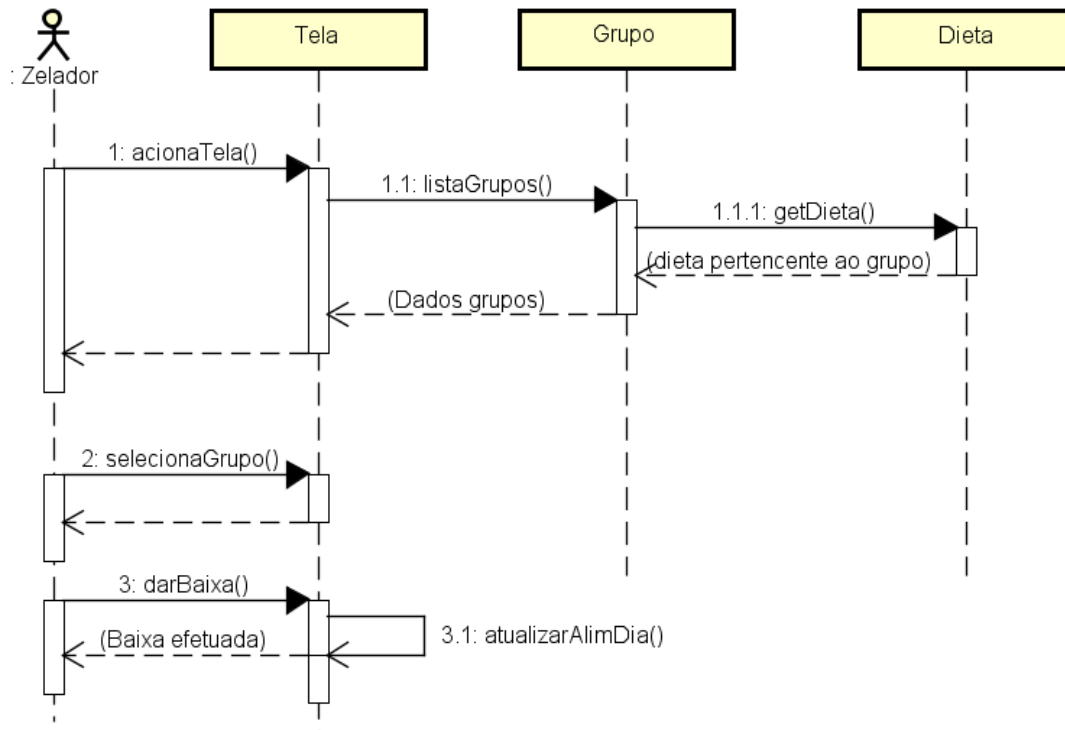 Tela
Grupo
Dieta
: Zelador
1: acionaTela()
1.1: listaGrupos()
1.1.1: getDieta()
(dieta pertencente ao grupo)
(Dados grupos)
2: selecionaGrupo()
3: darBaixa()
3.1: atualizarAlimDia()
(Baixa efetuada)